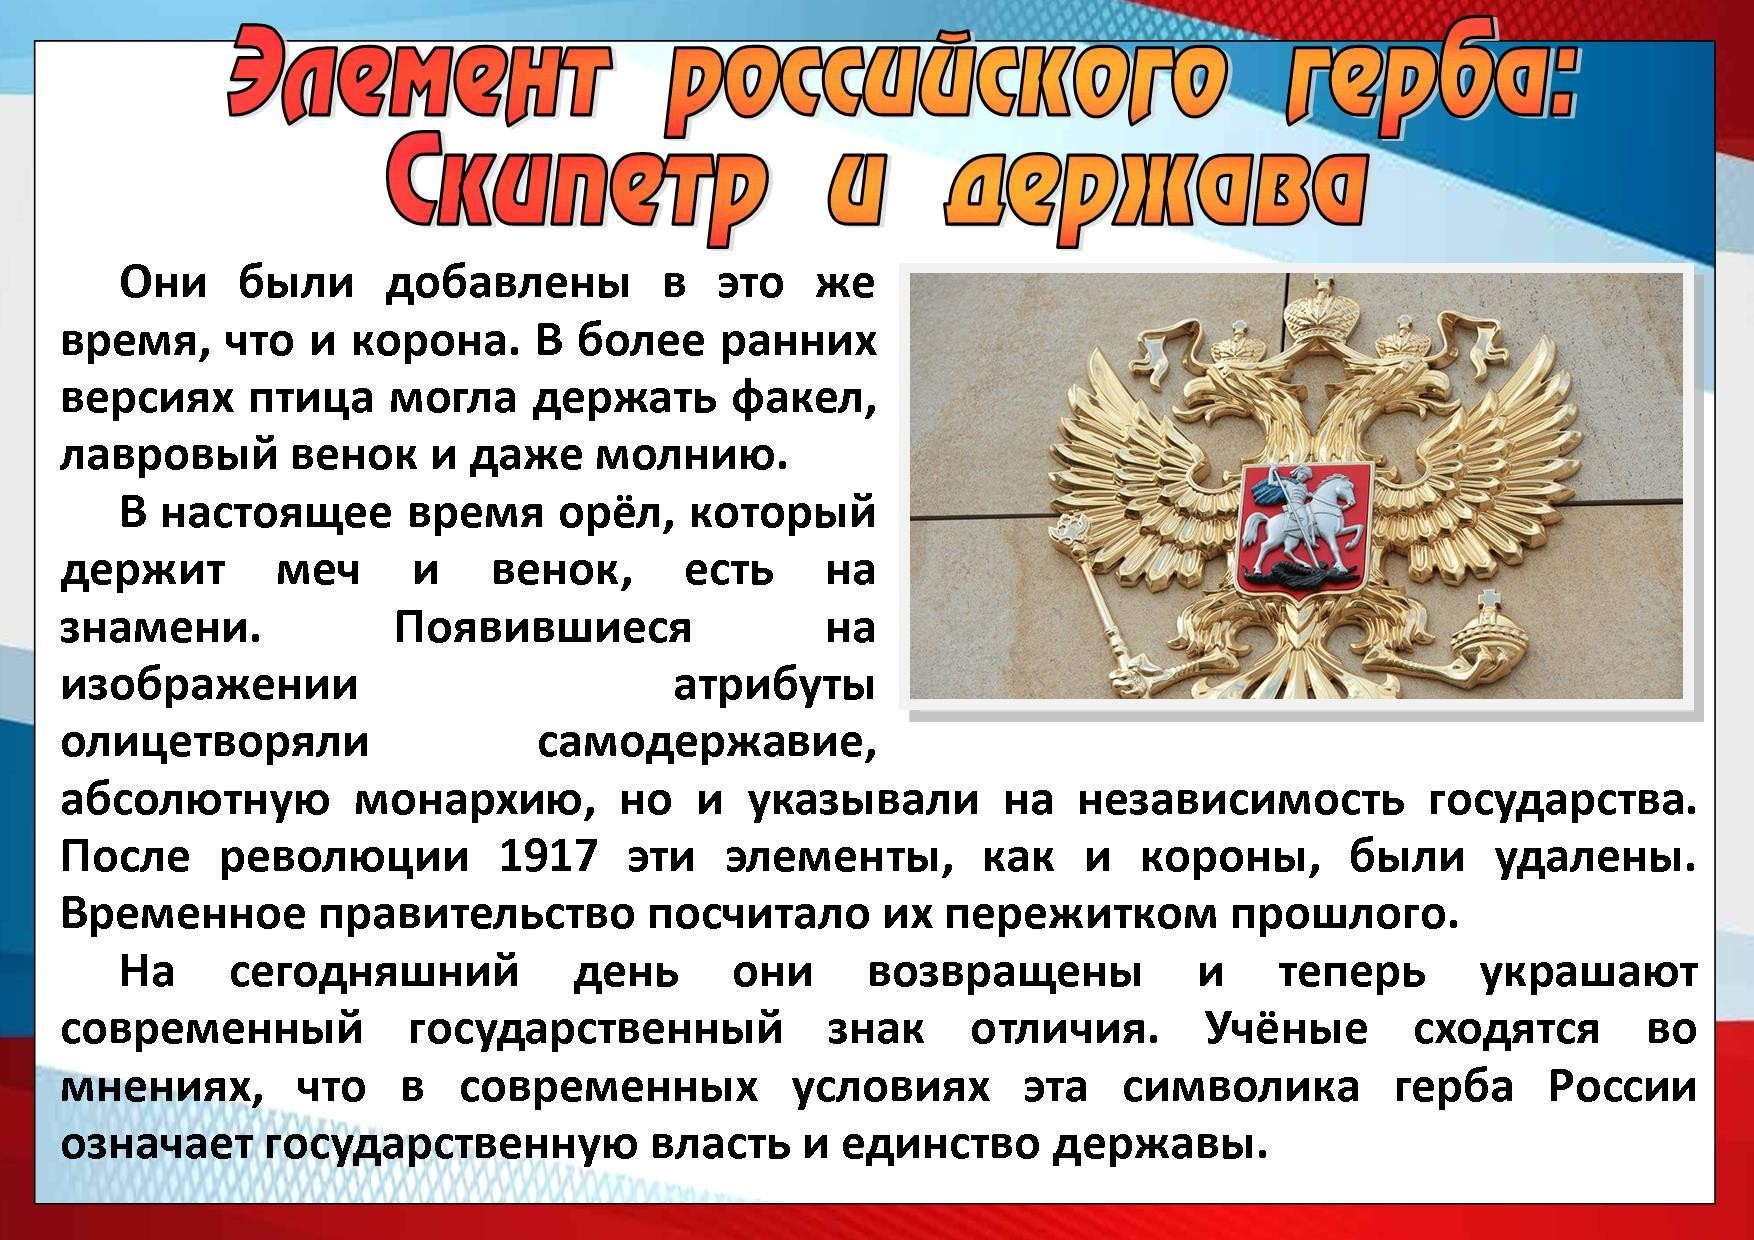 Элемент российского герба:
Скипетр и держава
Они были добавлены в это же
время, что и корона. В более ранних
версиях птица могла держать факел,
лавровый венок и даже молнию.
В настоящее время орёл, который
держит меч и венок, есть на
знамени. Появившиеся на
изображении атрибуты
олицетворяли самодержавие,
абсолютную монархию, но и указывали на независимость государства.
После революции 1917 эти элементы, как и короны, были удалены.
Временное правительство посчитало их пережитком прошлого.
На сегодняшний день они возвращены и теперь украшают
современный государственный знак отличия. Учёные сходятся во
мнениях, что в современных условиях эта символика герба России
означает государственную власть и единство державы.